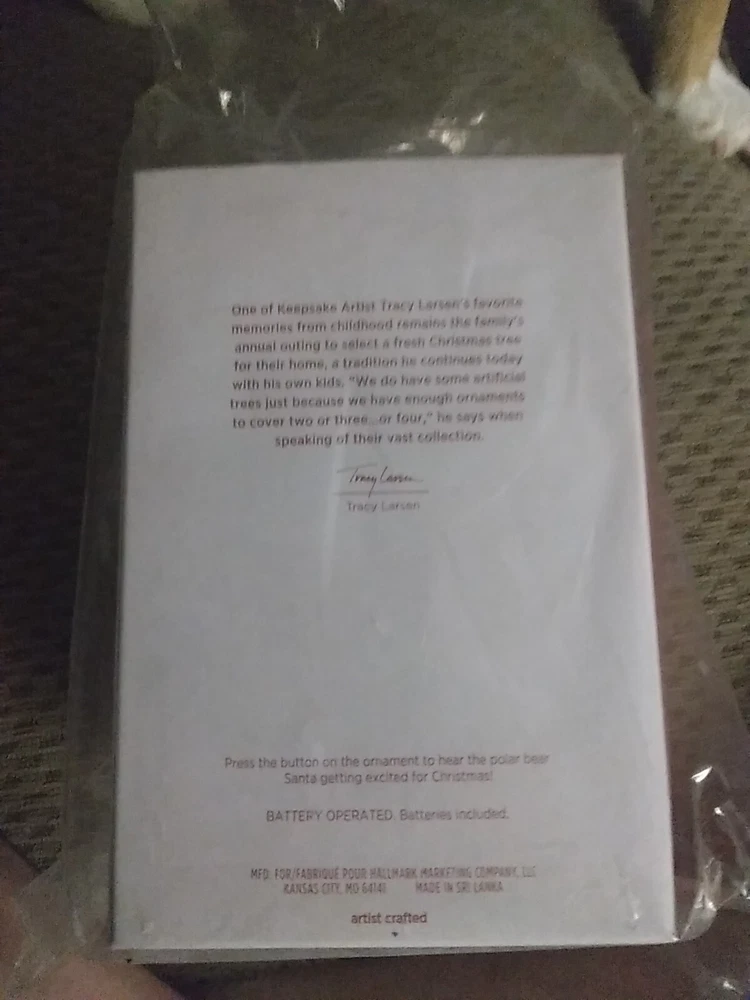 One of Keepsake Artist Tracy Larsen's favorite
memories from childhood remains the family's
annual outing to select a fresh Christmas tree
for their home, a tradition he continues today
with his own kids. "We do have some artificial
trees just because we have enough ornaments
to cover two or three...or four," he says when
speaking of their vast collection.
Tracy Larsen
Tracy Larsen
Press the button on the ornament to hear the polar bear
Santa getting excited for Christmas!
BATTERY OPERATED. Batteries included.
MFD. FOR/FABRIQUÉ POUR HALLMARK MARKETING COMPANY, LLC
KANSAS CITY, MO 64141 MADE IN SRI LANKA
artist crafted